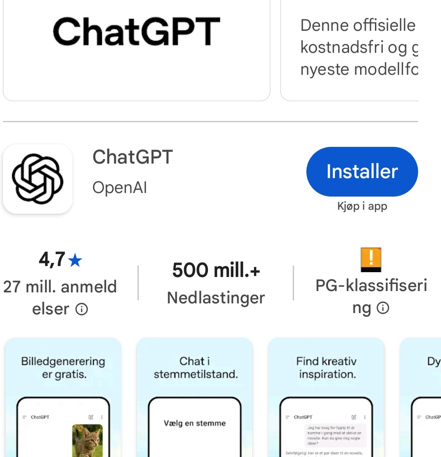 ChatGPT
Denne offisielle
kostnadsfri og g
nyeste modellfo
ChatGPT
OpenAI
Installer
Kjøp i app
4,7★
27 mill. anmeld
elser
500 mill.+
Nedlastinger
PG-klassifiseri
ng
Billedgenerering
er gratis.
Chat i
stemmetilstand.
Find kreativ
inspiration.
Dy
ChatGPT
Vælg en stemme
ChatGPT